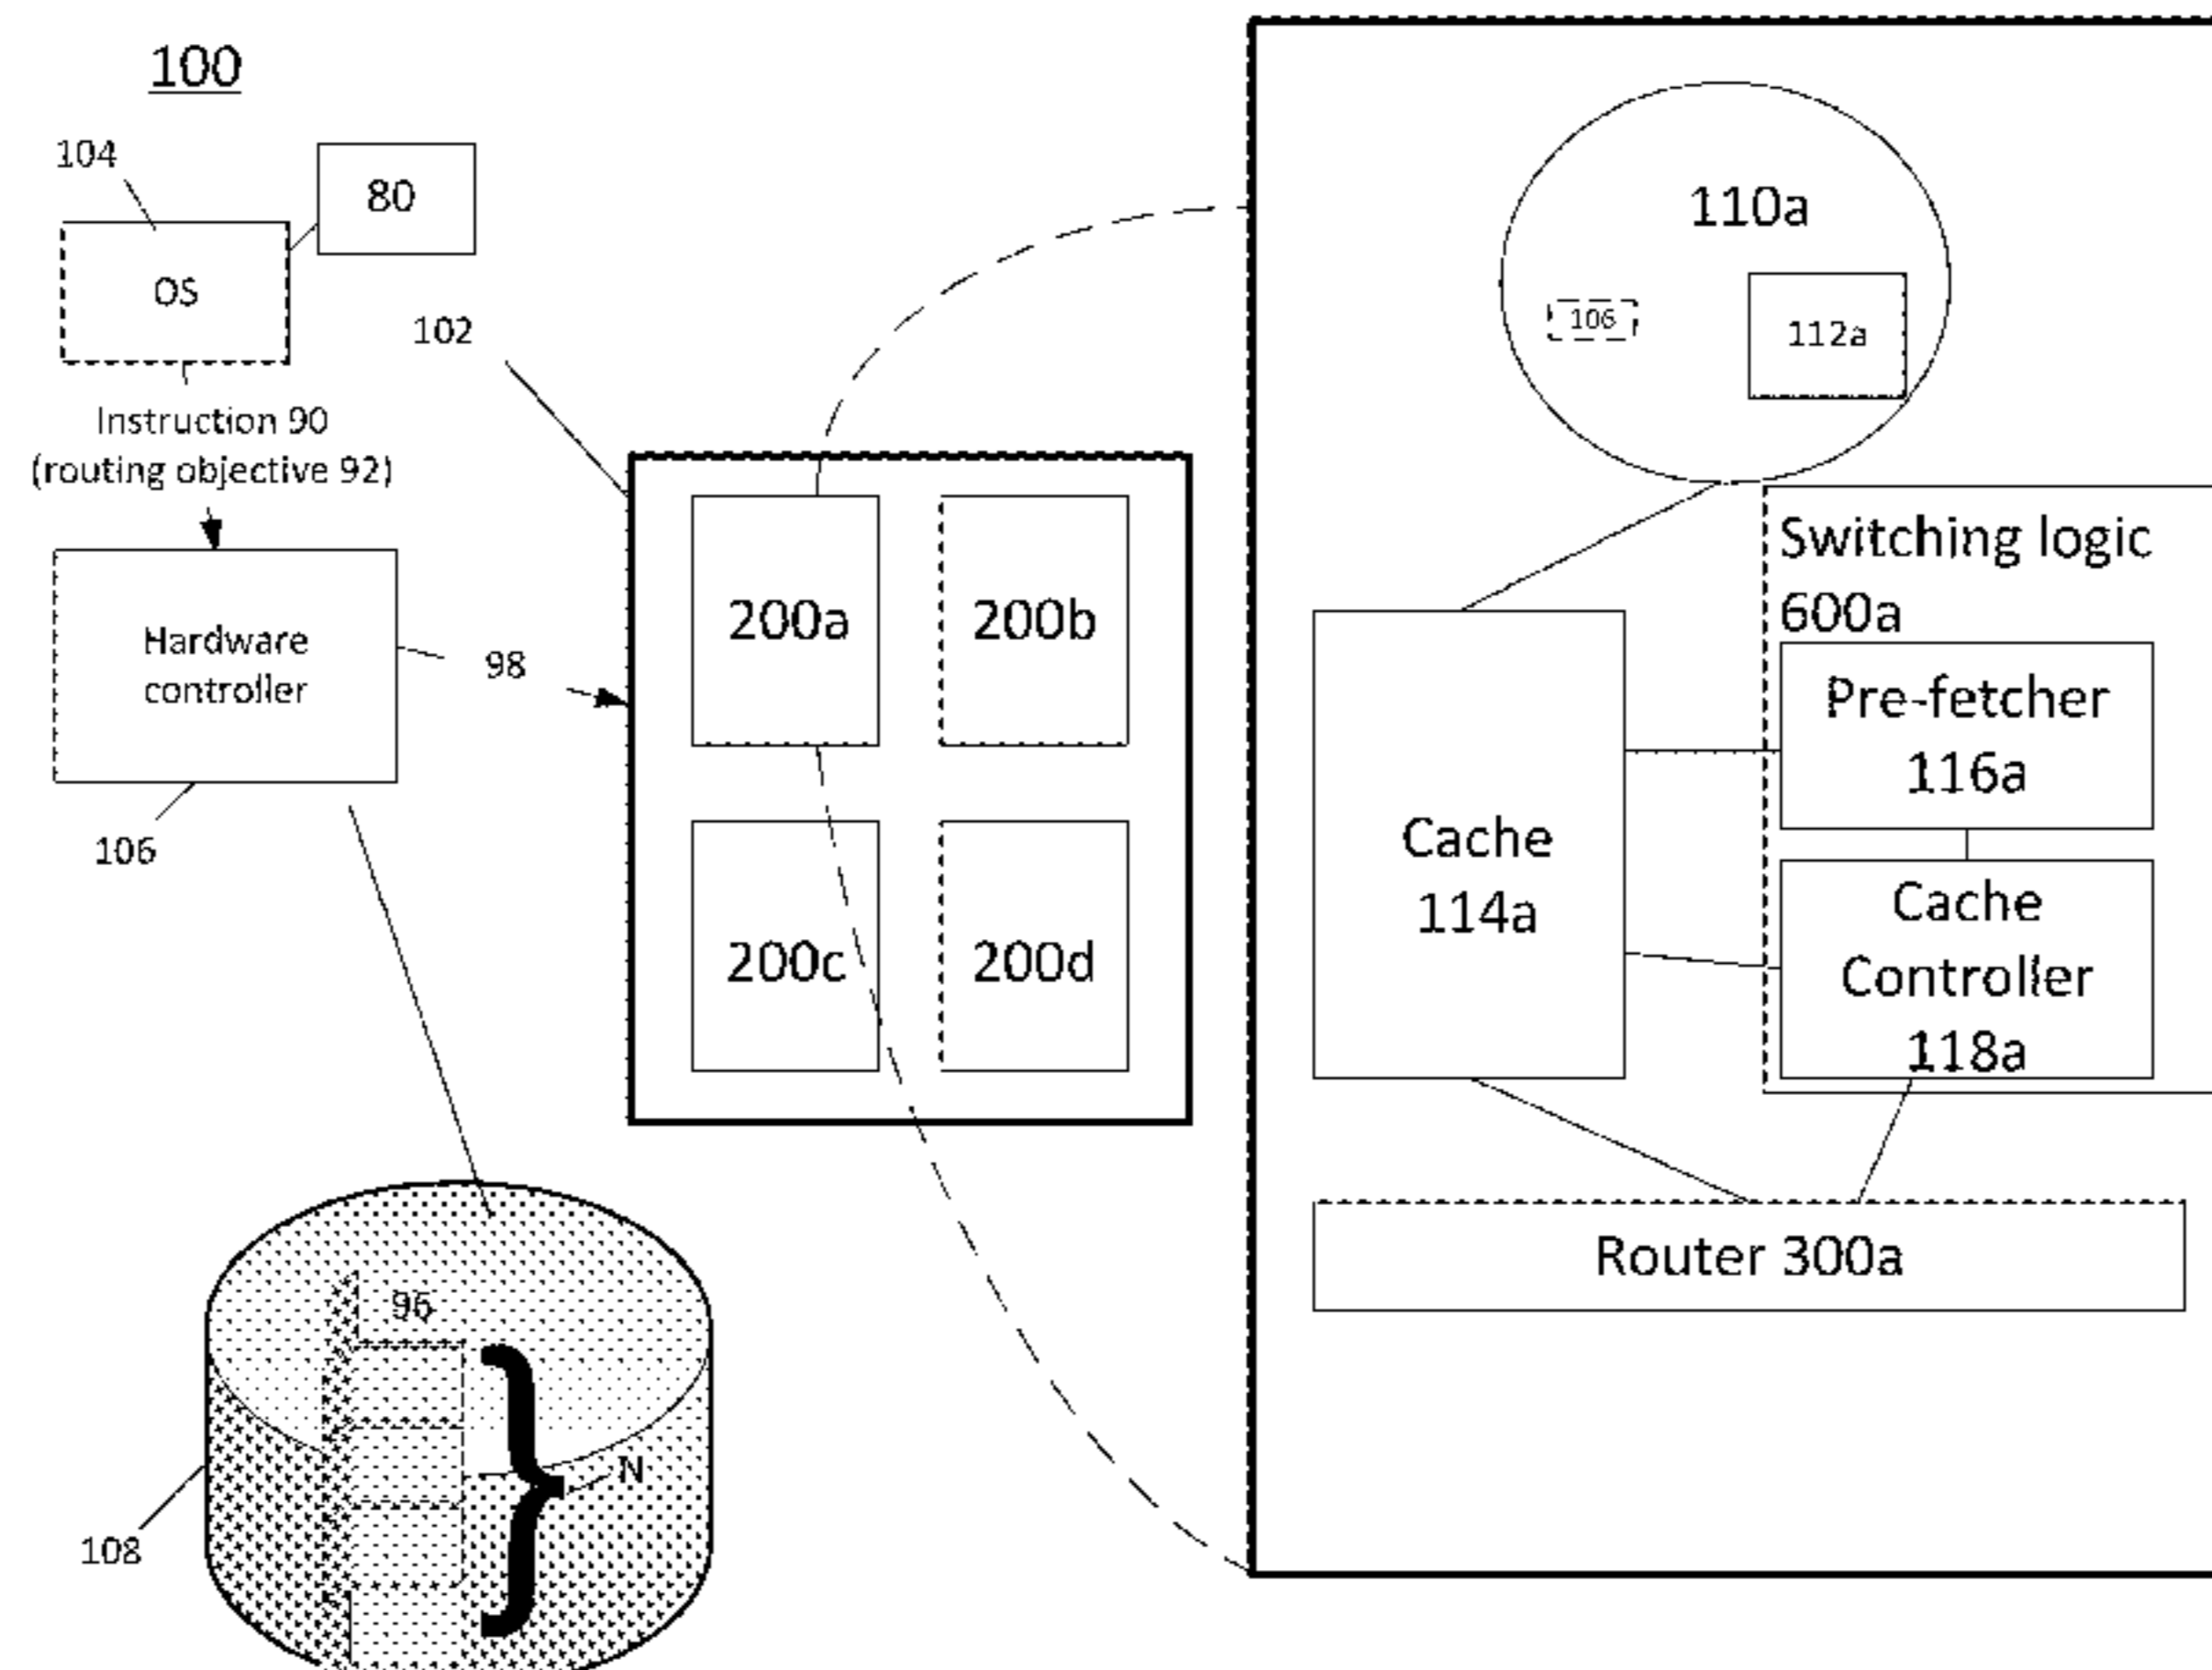 100
104
80
OS
102
Instruction 90
(routing objective 92)
Hardware
controller
98
106
200a
200b
200c
200d
96
N
108
110a
106
112a
Switching logic
600a
Pre-fetcher
116a
Cache
114a
Cache
Controller
118a
Router 300a